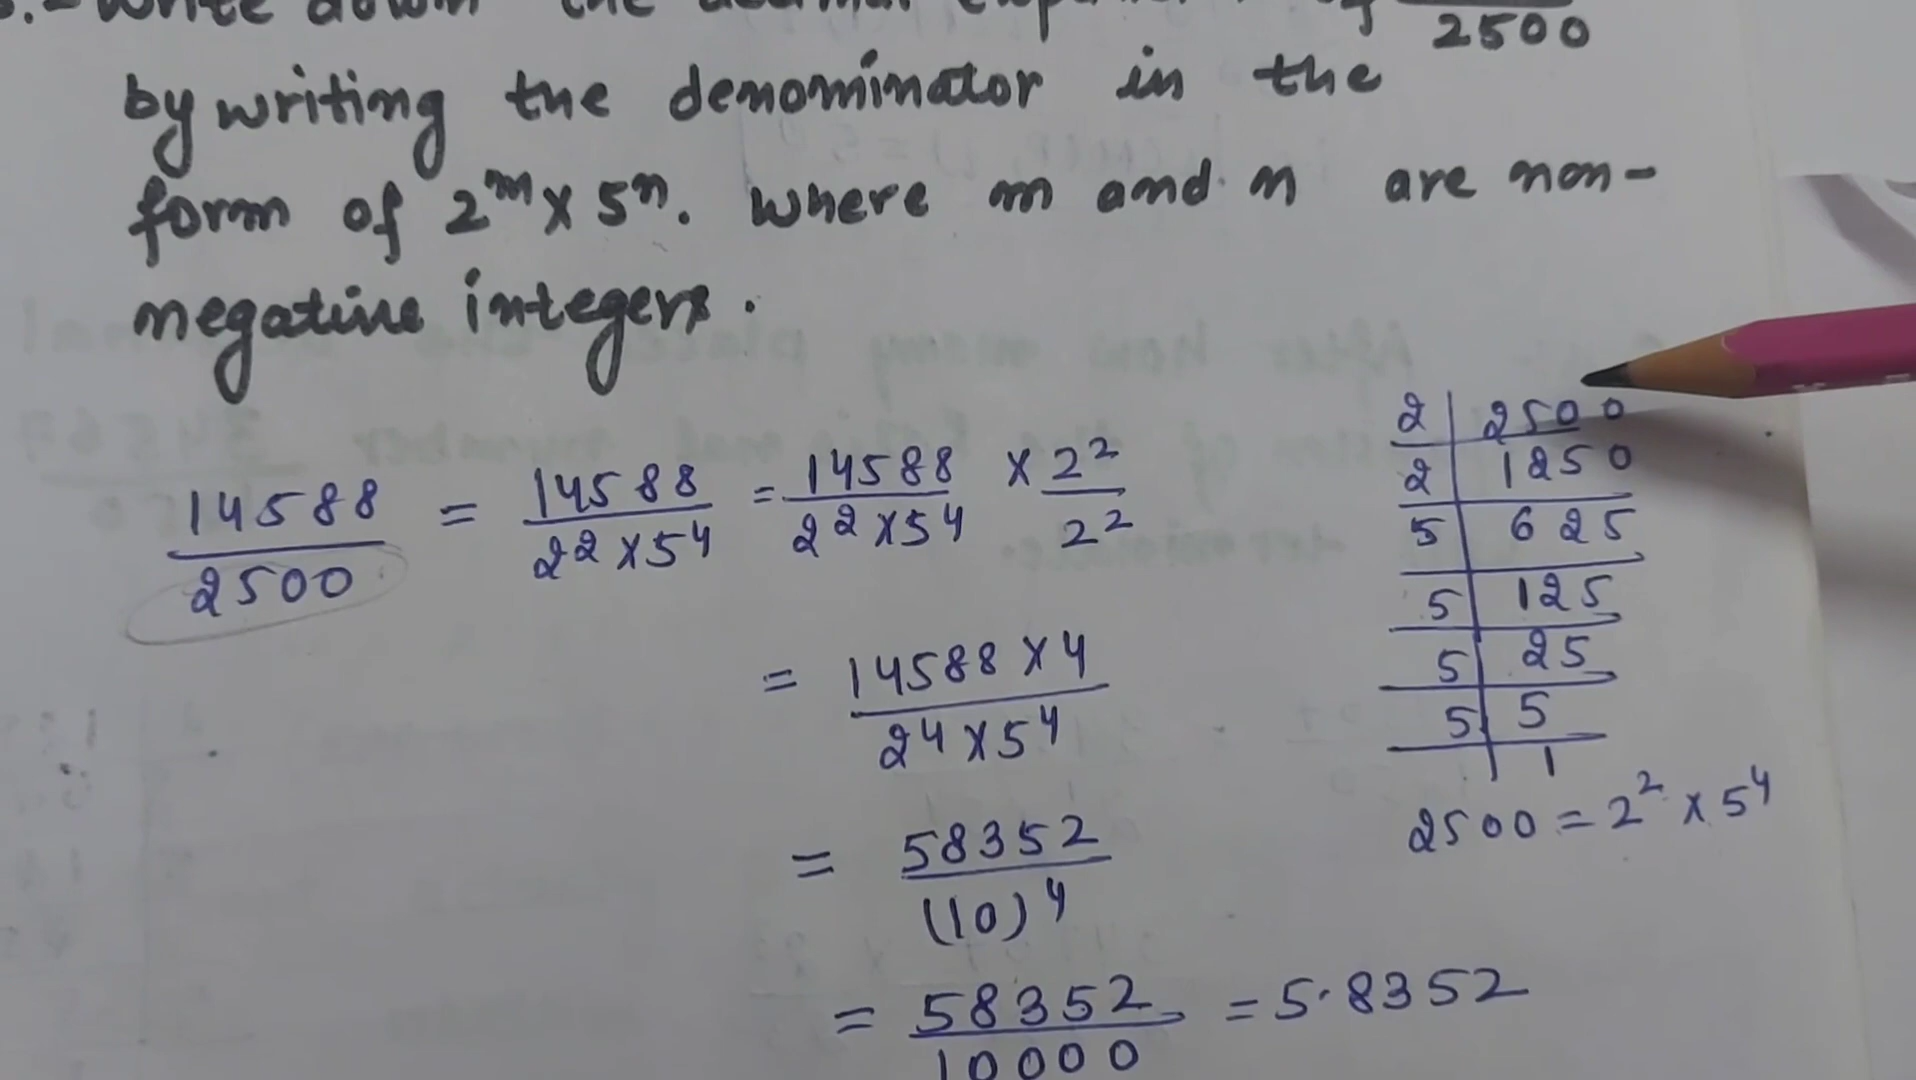 2500
by writing the denominator in the
form of 2^m × 5^n. Where m and n are non-
negative integers.
14588/2500 = 14588/2² × 5⁴ = 14588/2² × 5⁴ × 2²/2²
= 14588 × 4/2⁴ × 5⁴
= 58352/(10)⁴
= 58352/10000 = 5.8352
2 | 2500
2 | 1250
5 | 625
5 | 125
5 | 25
5 | 5
| 1
2500 = 2² × 5⁴